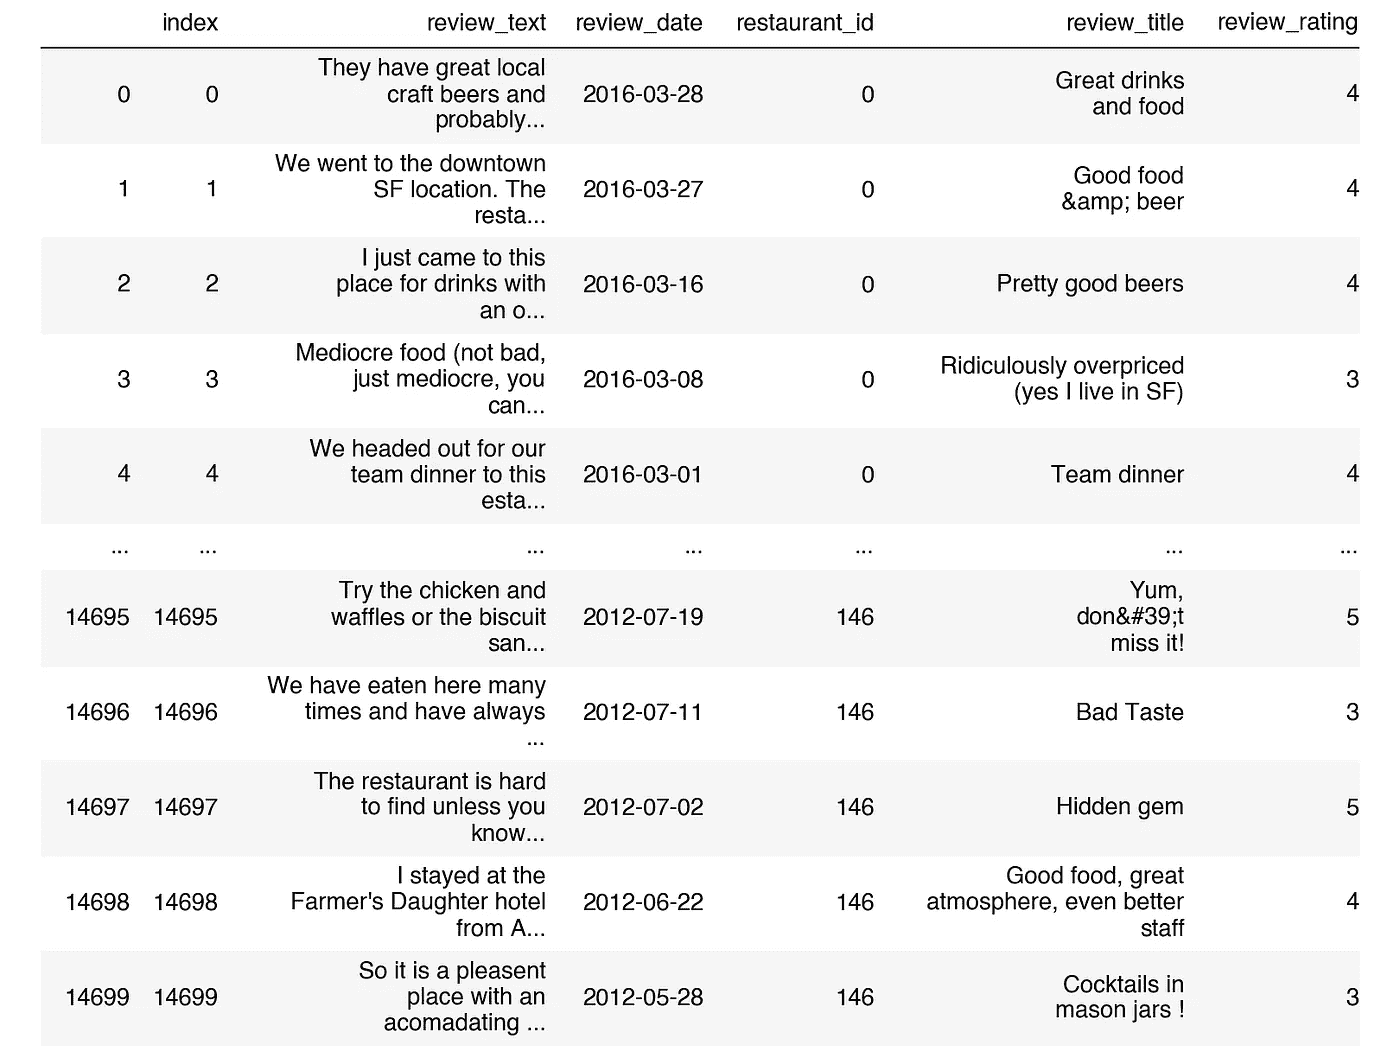 index review_text review_date restaurant_id review_title review_rating
0 0 They have great local craft beers and probably... 2016-03-28 0 Great drinks and food 4
1 1 We went to the downtown SF location. The resta... 2016-03-27 0 Good food &amp; beer 4
2 2 I just came to this place for drinks with an o... 2016-03-16 0 Pretty good beers 4
3 3 Mediocre food (not bad, just mediocre, you can... 2016-03-08 0 Ridiculously overpriced (yes I live in SF) 3
4 4 We headed out for our team dinner to this esta... 2016-03-01 0 Team dinner 4
... ... ... ... ... ... ...
14695 14695 Try the chicken and waffles or the biscuit san... 2012-07-19 146 Yum, don&#39;t miss it! 5
14696 14696 We have eaten here many times and have always ... 2012-07-11 146 Bad Taste 3
14697 14697 The restaurant is hard to find unless you know... 2012-07-02 146 Hidden gem 5
14698 14698 I stayed at the Farmer's Daughter hotel from A... 2012-06-22 146 Good food, great atmosphere, even better staff 4
14699 14699 So it is a pleasent place with an acomadating ... 2012-05-28 146 Cocktails in mason jars ! 3